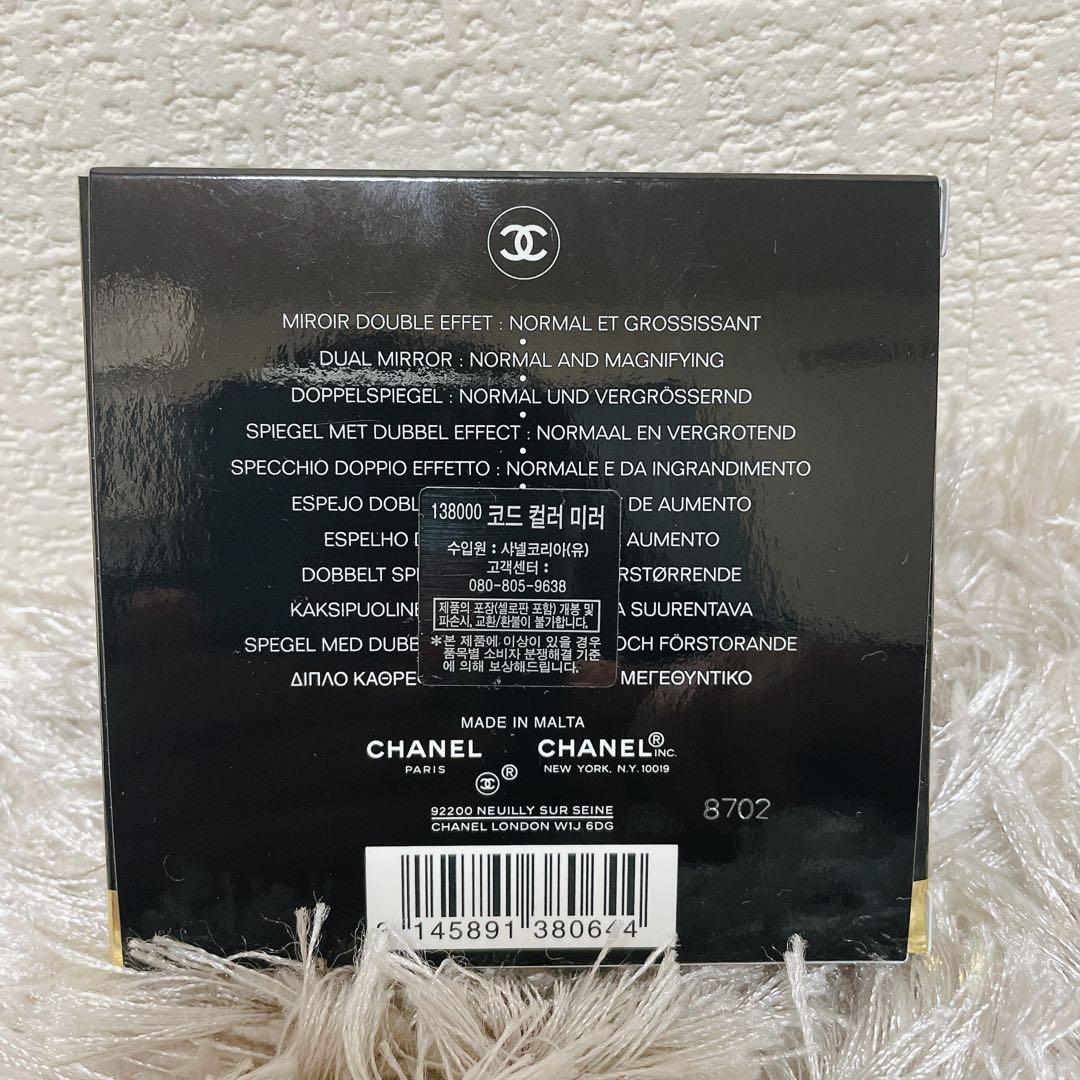 MIROIR DOUBLE EFFET : NORMAL ET GROSSISSANT
DUAL MIRROR : NORMAL AND MAGNIFYING
DOPPELSPIEGEL : NORMAL UND VERGRÖSSERND
SPIEGEL MET DUBBEL EFFECT : NORMAAL EN VERGROTEND
SPECCHIO DOPPIO EFFETTO : NORMALE E DA INGRANDIMENTO
ESPEJO DE AUMENTO
ESPELHO AUMENTO
DOBBELT
SUURENTAVA
SPEGEL MED OCH FÖRSTORANDE
ΔΙΠΛΟ ΜΕΓΕΘΥΝΤΙΚΟ
138000 코드 컬러 미러
수입원 : 샤넬코리아(유)
고객센터 :
080-805-9638
제품의 포장(셀로판 포함) 개봉 및
파손시, 교환/환불이 불가합니다.
*본 제품에 이상이 있을 경우
품목별 소비자 분쟁해결 기준
에 의해 보상해드립니다.
MADE IN MALTA
CHANEL CHANEL® INC.
PARIS NEW YORK, N.Y. 10019
®
92200 NEUILLY SUR SEINE
CHANEL LONDON W1J 6DG
8702
145891 380644